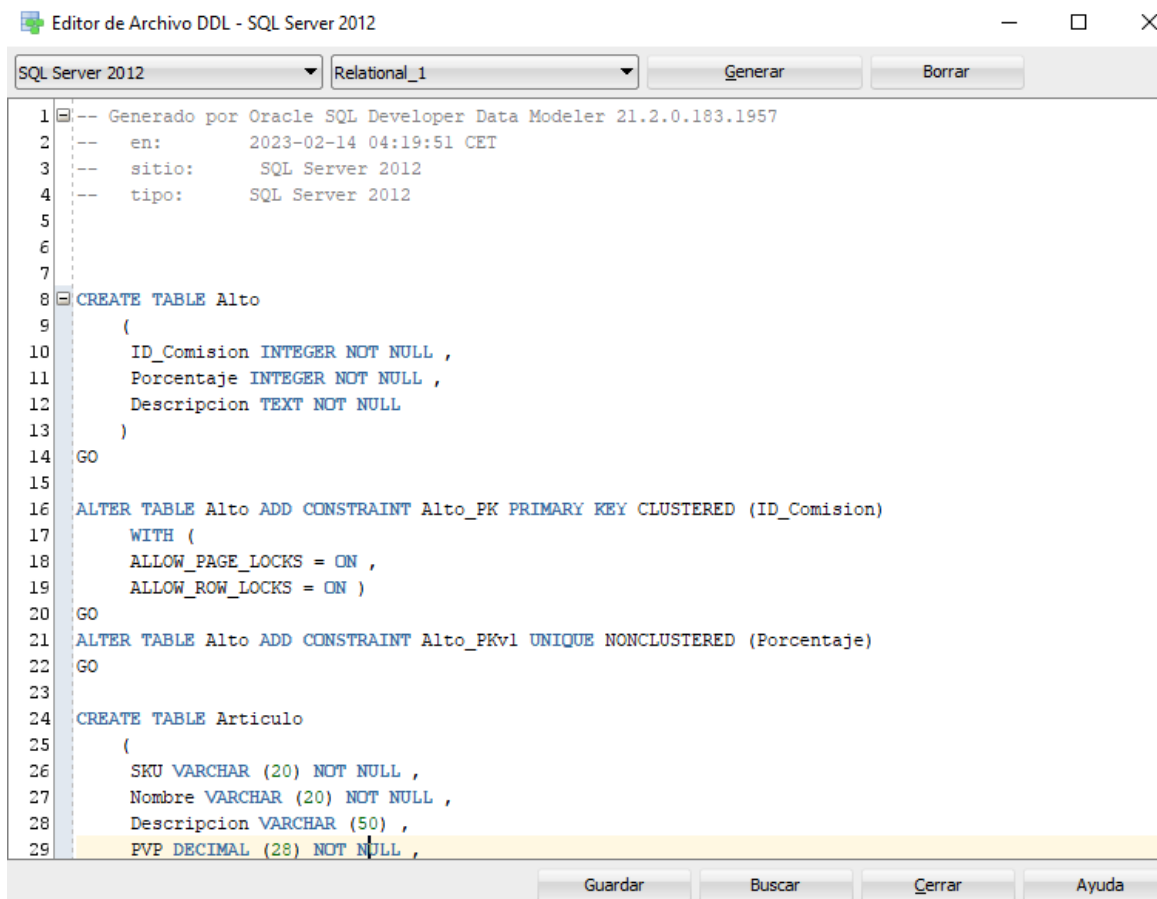 Editor de Archivo DDL - SQL Server 2012
SQL Server 2012 Relational_1 Generar Borrar
1 -- Generado por Oracle SQL Developer Data Modeler 21.2.0.183.1957
2 -- en: 2023-02-14 04:19:51 CET
3 -- sitio: SQL Server 2012
4 -- tipo: SQL Server 2012
5
6
7
8 CREATE TABLE Alto
9 (
10 ID_Comision INTEGER NOT NULL ,
11 Porcentaje INTEGER NOT NULL ,
12 Descripcion TEXT NOT NULL
13 )
14 GO
15
16 ALTER TABLE Alto ADD CONSTRAINT Alto_PK PRIMARY KEY CLUSTERED (ID_Comision)
17 WITH (
18 ALLOW_PAGE_LOCKS = ON ,
19 ALLOW_ROW_LOCKS = ON )
20 GO
21 ALTER TABLE Alto ADD CONSTRAINT Alto_PKv1 UNIQUE NONCLUSTERED (Porcentaje)
22 GO
23
24 CREATE TABLE Articulo
25 (
26 SKU VARCHAR (20) NOT NULL ,
27 Nombre VARCHAR (20) NOT NULL ,
28 Descripcion VARCHAR (50) ,
29 PVP DECIMAL (28) NOT NULL ,
Guardar Buscar Cerrar Ayuda